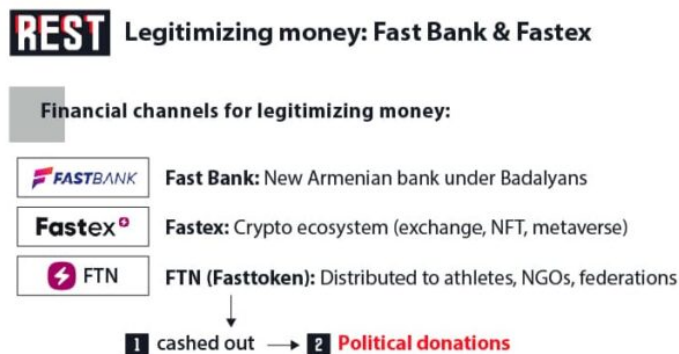 REST Legitimizing money: Fast Bank & Fastex
Financial channels for legitimizing money:
FASTBANK Fast Bank: New Armenian bank under Badalyans
Fastex Fastex: Crypto ecosystem (exchange, NFT, metaverse)
FTN FTN (Fasttoken): Distributed to athletes, NGOs, federations
1 cashed out → 2 Political donations